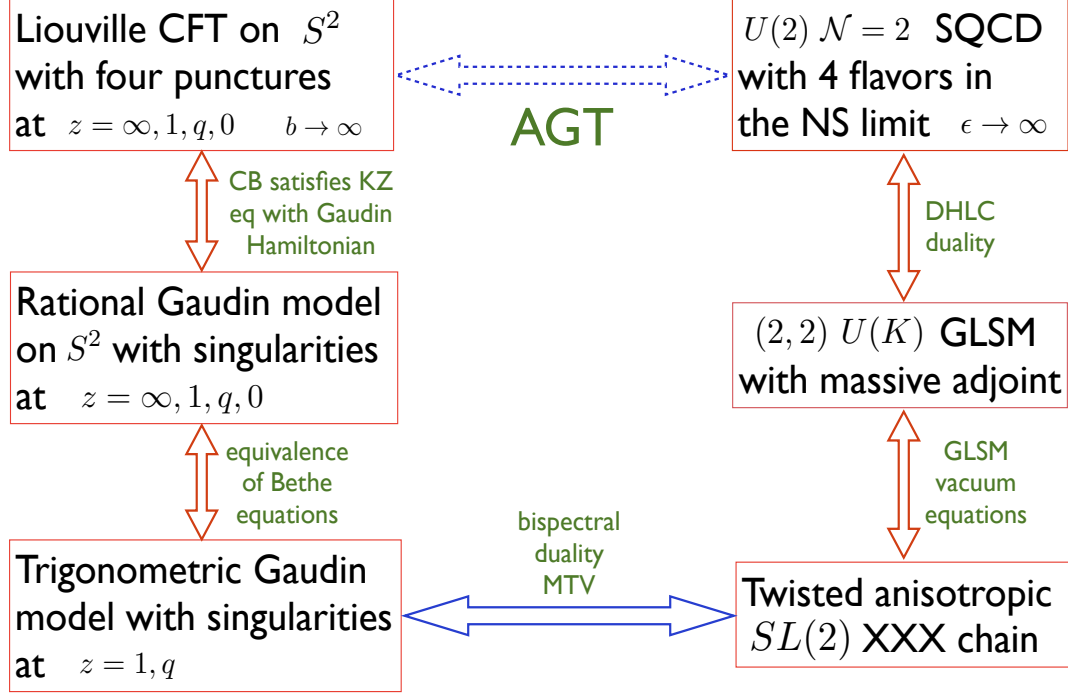 Liouville CFT on S²
with four punctures
at z = ∞, 1, q, 0 b → ∞
AGT
U(2) 𝒩 = 2 SQCD
with 4 flavors in
the NS limit ϵ → ∞
CB satisfies KZ
eq with Gaudin
Hamiltonian
DHLC
duality
Rational Gaudin model
on S² with singularities
at z = ∞, 1, q, 0
(2, 2) U(K) GLSM
with massive adjoint
equivalence
of Bethe
equations
GLSM
vacuum
equations
bispectral
duality
MTV
Trigonometric Gaudin
model with singularities
at z = 1, q
Twisted anisotropic
SL(2) XXX chain